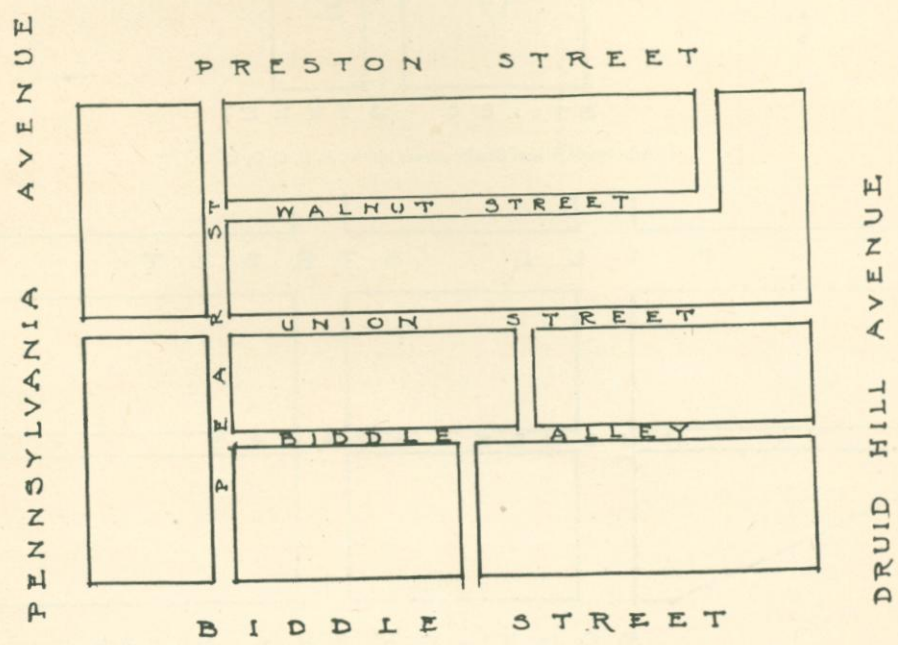 PRESTON STREET
PENNSYLVANIA AVENUE
WALNUT STREET
PEAR ST
UNION STREET
BIDDLE ALLEY
DRUID HILL AVENUE
BIDDLE STREET